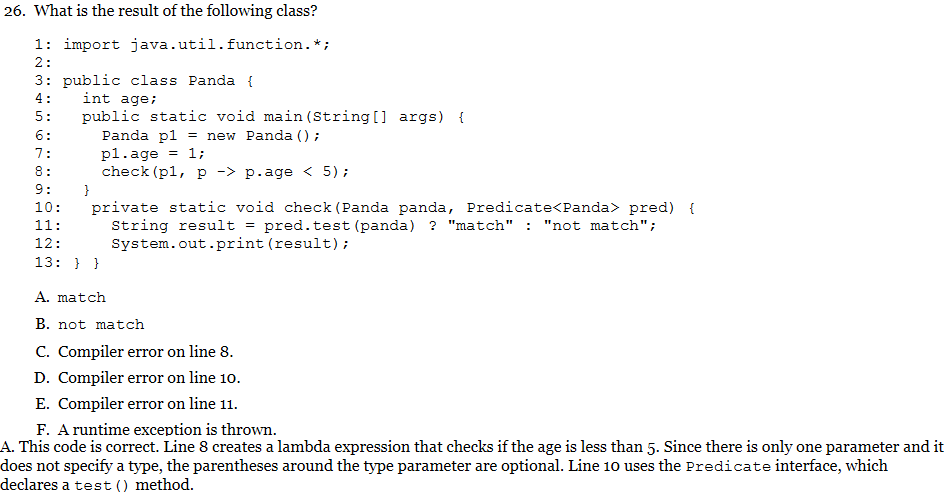 26. What is the result of the following class?
1: import java.util.function.*;
2:
3: public class Panda {
4:   int age;
5:   public static void main(String[] args) {
6:     Panda p1 = new Panda();
7:     p1.age = 1;
8:     check(p1, p -> p.age < 5);
9:   }
10:   private static void check(Panda panda, Predicate<Panda> pred) {
11:     String result = pred.test(panda) ? "match" : "not match";
12:     System.out.print(result);
13: } }
A. match
B. not match
C. Compiler error on line 8.
D. Compiler error on line 10.
E. Compiler error on line 11.
F. A runtime exception is thrown.
A. This code is correct. Line 8 creates a lambda expression that checks if the age is less than 5. Since there is only one parameter and it
does not specify a type, the parentheses around the type parameter are optional. Line 10 uses the Predicate interface, which
declares a test() method.